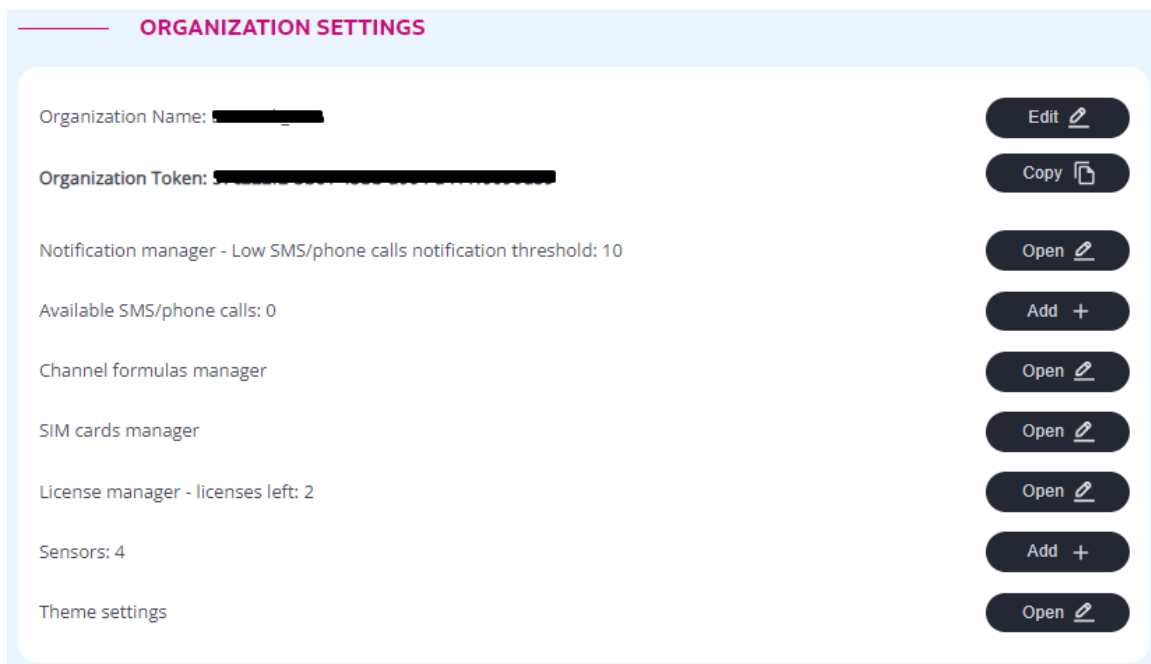 ORGANIZATION SETTINGS
Organization Name:
Edit
Organization Token:
Copy
Notification manager - Low SMS/phone calls notification threshold: 10
Open
Available SMS/phone calls: 0
Add +
Channel formulas manager
Open
SIM cards manager
Open
License manager - licenses left: 2
Open
Sensors: 4
Add +
Theme settings
Open